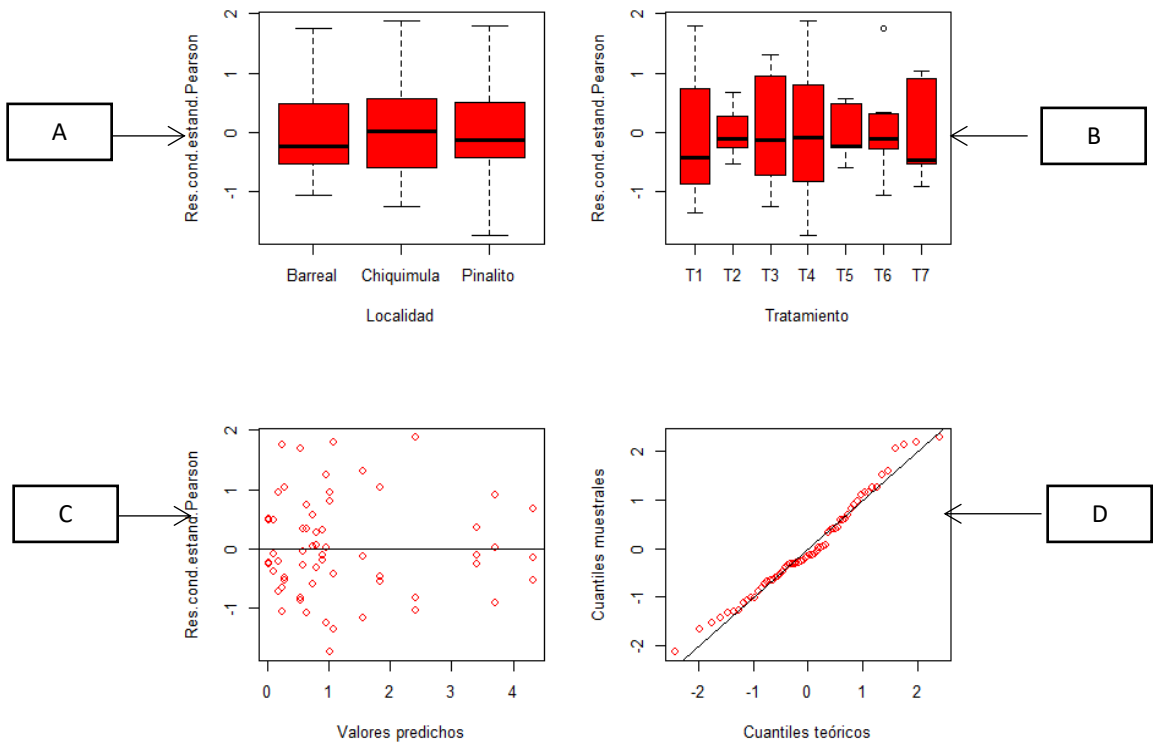 2
1
0
-1
Res.cond.estand.Pearson
Barreal Chiquimula Pinalito
Localidad
A
2
1
0
-1
Res.cond.estand.Pearson
T1 T2 T3 T4 T5 T6 T7
Tratamiento
B
2
1
0
-1
Res.cond.estand.Pearson
0 1 2 3 4
Valores predichos
C
2
1
0
-1
-2
Cuantiles muestrales
-2 -1 0 1 2
Cuantiles teóricos
D